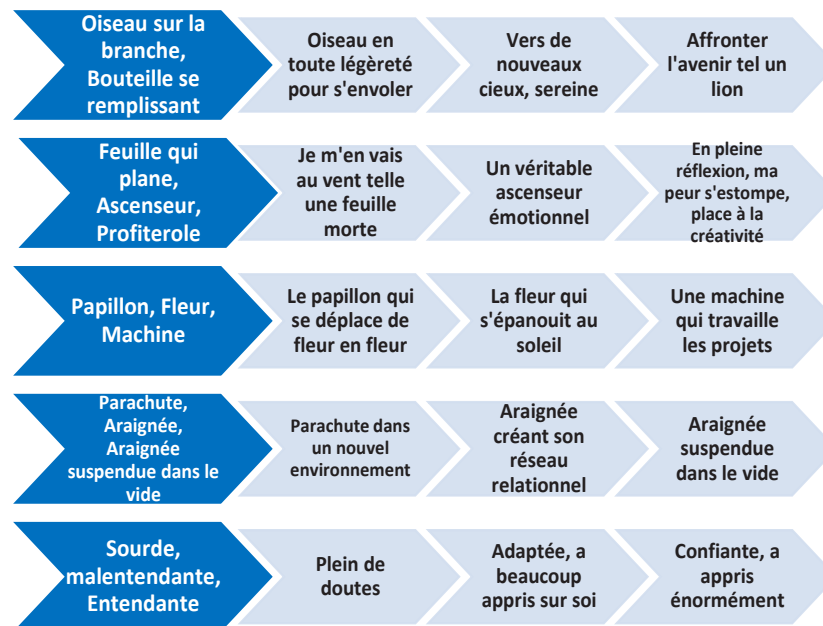 Oiseau sur la
branche,
Bouteille se
remplissant
Oiseau en
toute légèreté
pour s'envoler
Vers de
nouveaux
cieux, sereine
Affronter
l'avenir tel un
lion
Feuille qui
plane,
Ascenseur,
Profiterole
Je m'en vais
au vent telle
une feuille
morte
Un véritable
ascenseur
émotionnel
En pleine
réflexion, ma
peur s'estompe,
place à la
créativité
Papillon, Fleur,
Machine
Le papillon qui
se déplace de
fleur en fleur
La fleur qui
s'épanouit au
soleil
Une machine
qui travaille
les projets
Parachute,
Araignée,
Araignée
suspendue dans le
vide
Parachute dans
un nouvel
environnement
Araignée
créant son
réseau
relationnel
Araignée
suspendue
dans le vide
Sourde,
malentendante,
Entendante
Plein de
doutes
Adaptée, a
beaucoup
appris sur soi
Confiante, a
appris
énormément